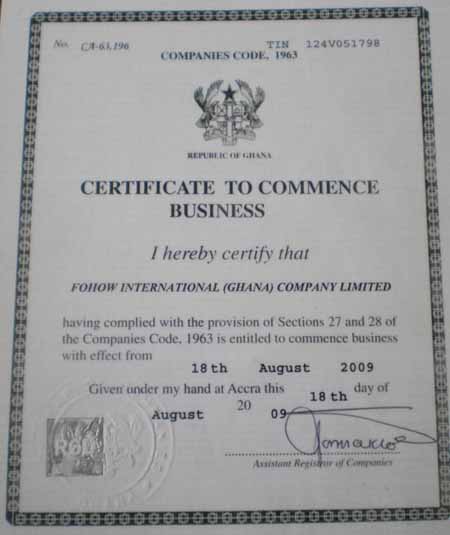 No. CA-63,196
TIN 124V051798
COMPANIES CODE, 1963
REPUBLIC OF GHANA
CERTIFICATE TO COMMENCE
BUSINESS
I hereby certify that
FOHOW INTERNATIONAL (GHANA) COMPANY LIMITED
having complied with the provision of Sections 27 and 28 of
the Companies Code, 1963 is entitled to commence business
with effect from
18th August 2009
Given under my hand at Accra this 18th day of
August 2009
Assistant Registrar of Companies